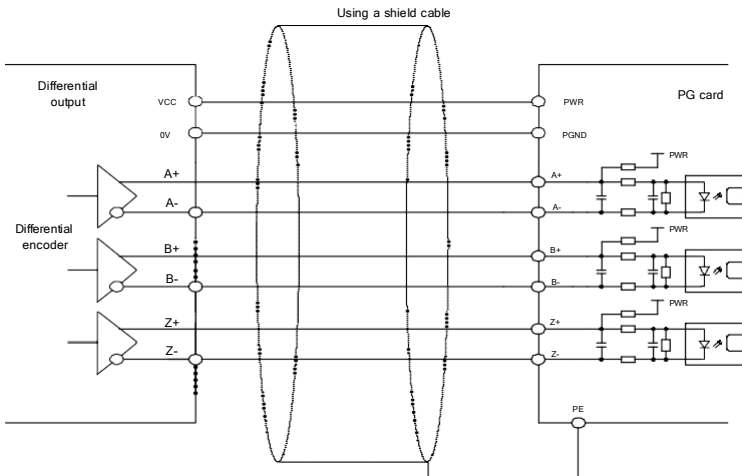 Using a shield cable
Differential
output
PG card
VCC
PWR
0V
PGND
PWR
A+
A+
A-
A-
Differential
encoder
PWR
B+
B+
B-
B-
PWR
Z+
Z+
Z-
Z-
PE